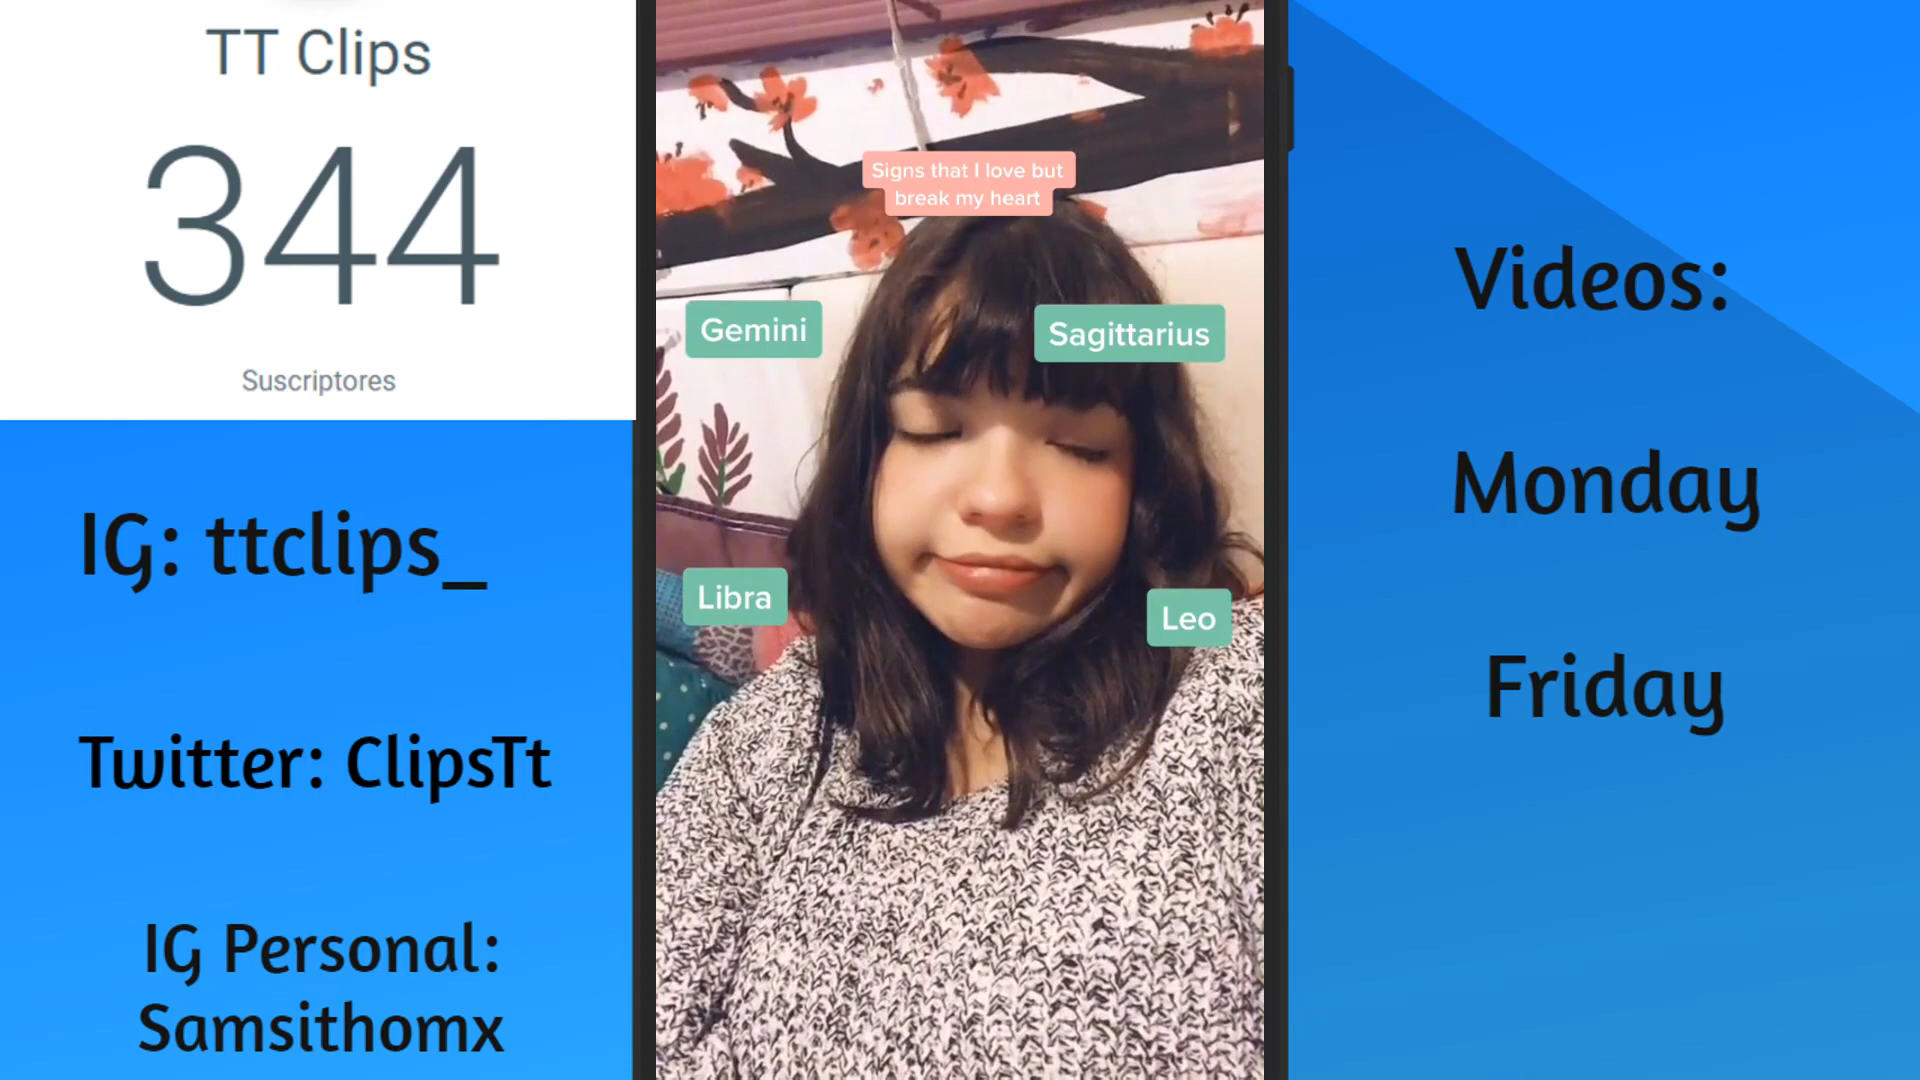 TT Clips
344
Suscriptores
IG: ttclips_
Twitter: ClipsTt
IG Personal:
Samsithomx
Signs that I love but
break my heart
Gemini
Sagittarius
Libra
Leo
Videos:
Monday
Friday